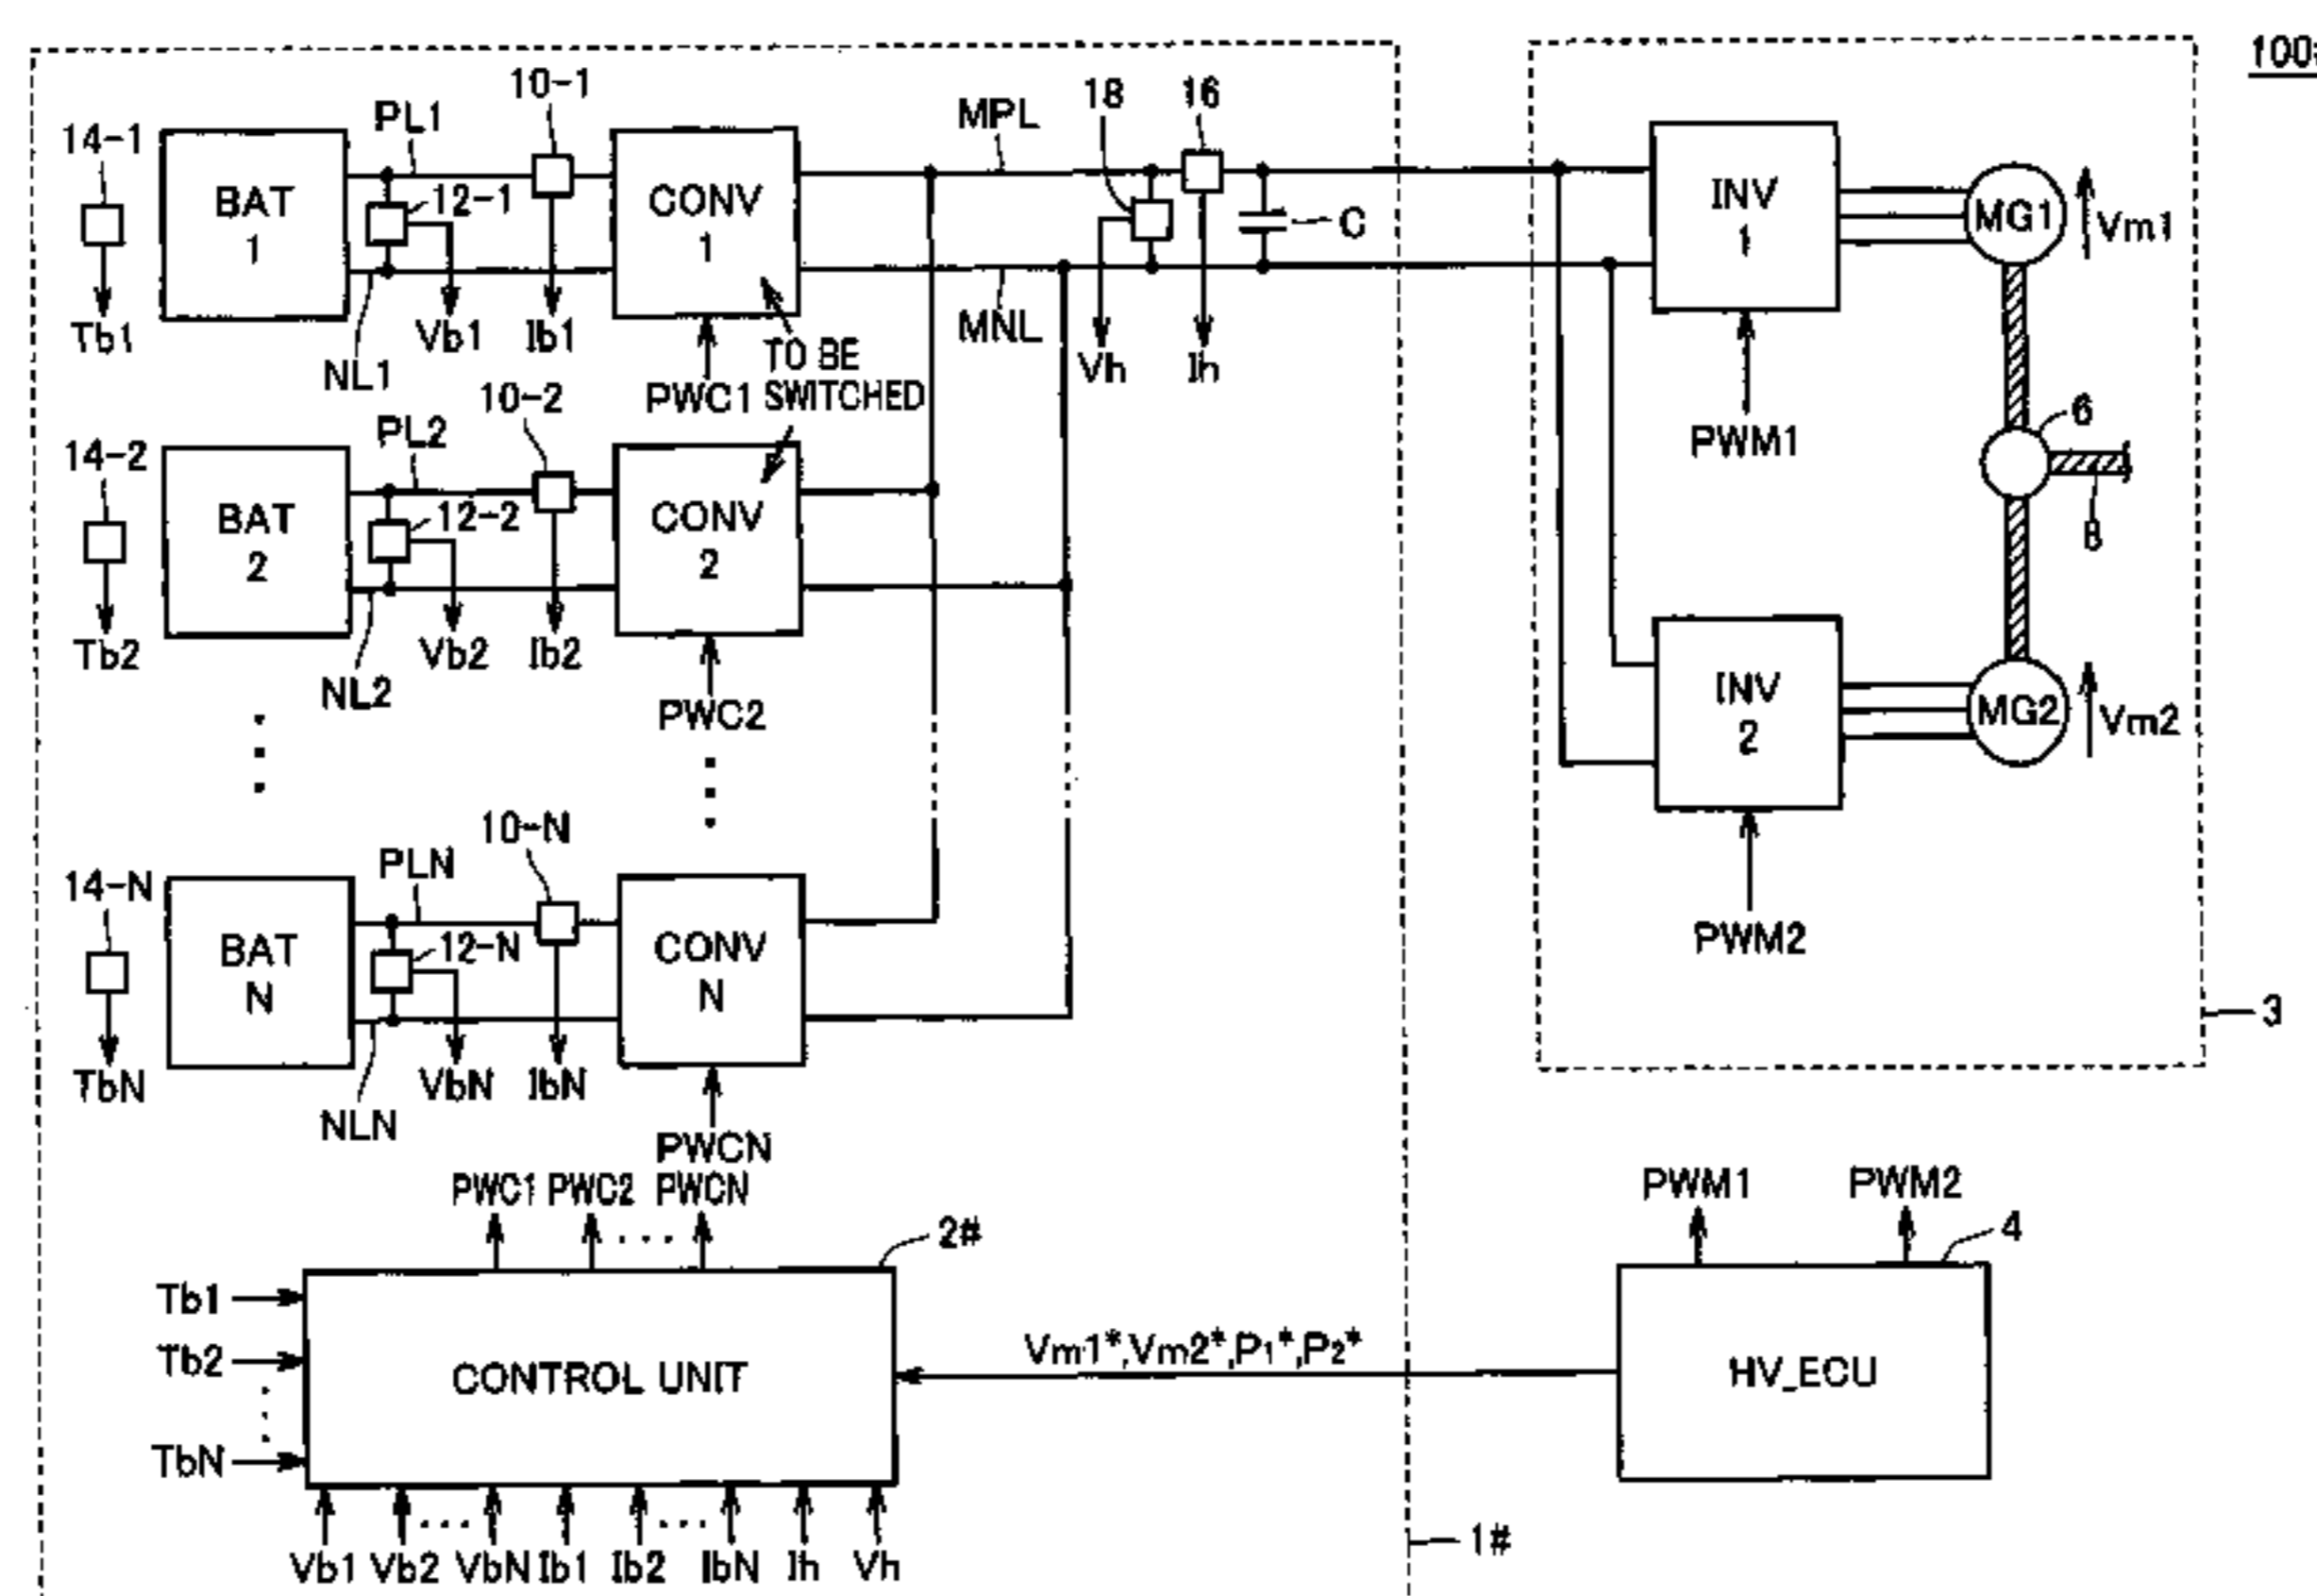 100#
10-1
18
16
14-1
PL1
MPL
BAT
1
12-1
CONV
1
C
INV
1
MG1
Vm1
Tb1
Vb1
Ib1
MNL
Vh
Ih
NL1
PWC1
TO BE
SWITCHED
10-2
PWM1
6
14-2
PL2
BAT
2
12-2
CONV
2
8
Tb2
Vb2
Ib2
NL2
PWC2
INV
2
MG2
Vm2
10-N
14-N
PLN
BAT
N
12-N
CONV
N
PWM2
3
TbN
VbN
IbN
NLN
PWCN
PWC1 PWC2 PWCN
PWM1
PWM2
2#
4
Tb1
Tb2
TbN
CONTROL UNIT
Vm1*,Vm2*,P1*,P2*
HV_ECU
1#
Vb1 Vb2 VbN Ib1 Ib2 IbN Ih Vh